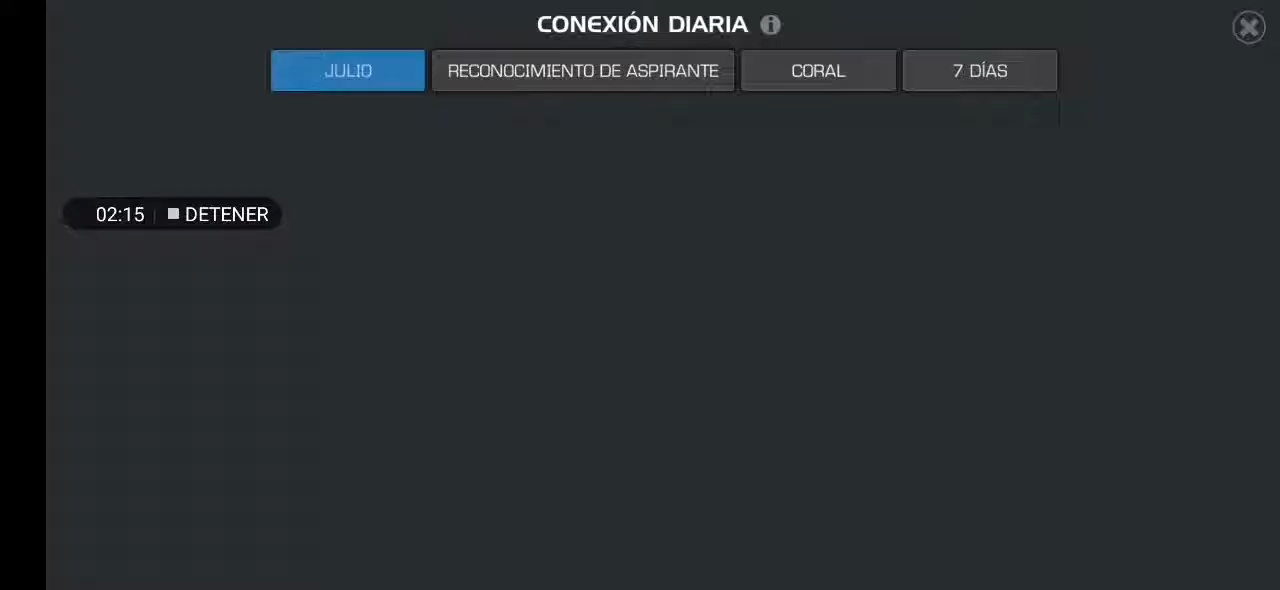 CONEXIÓN DIARIA
JULIO
RECONOCIMIENTO DE ASPIRANTE
CORAL
7 DÍAS
02:15
DETENER